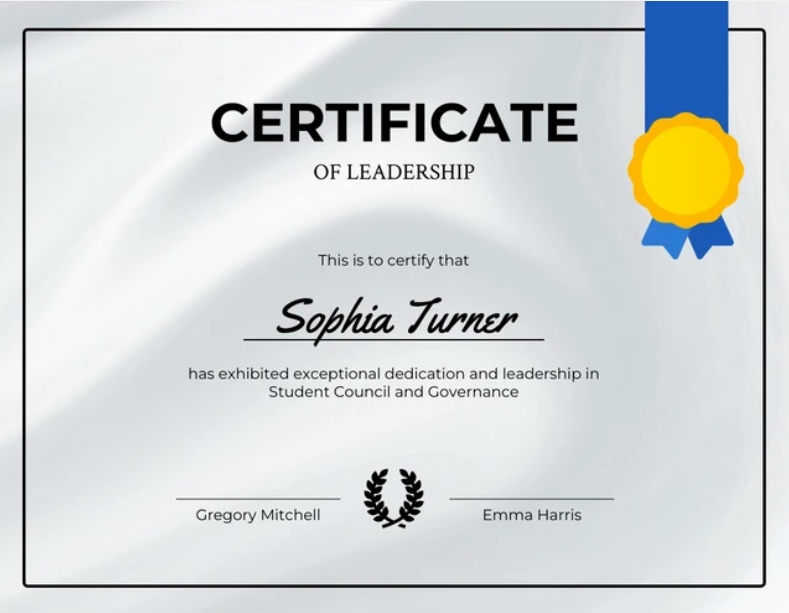 CERTIFICATE
OF LEADERSHIP
This is to certify that
Sophia Turner
has exhibited exceptional dedication and leadership in
Student Council and Governance
Gregory Mitchell
Emma Harris